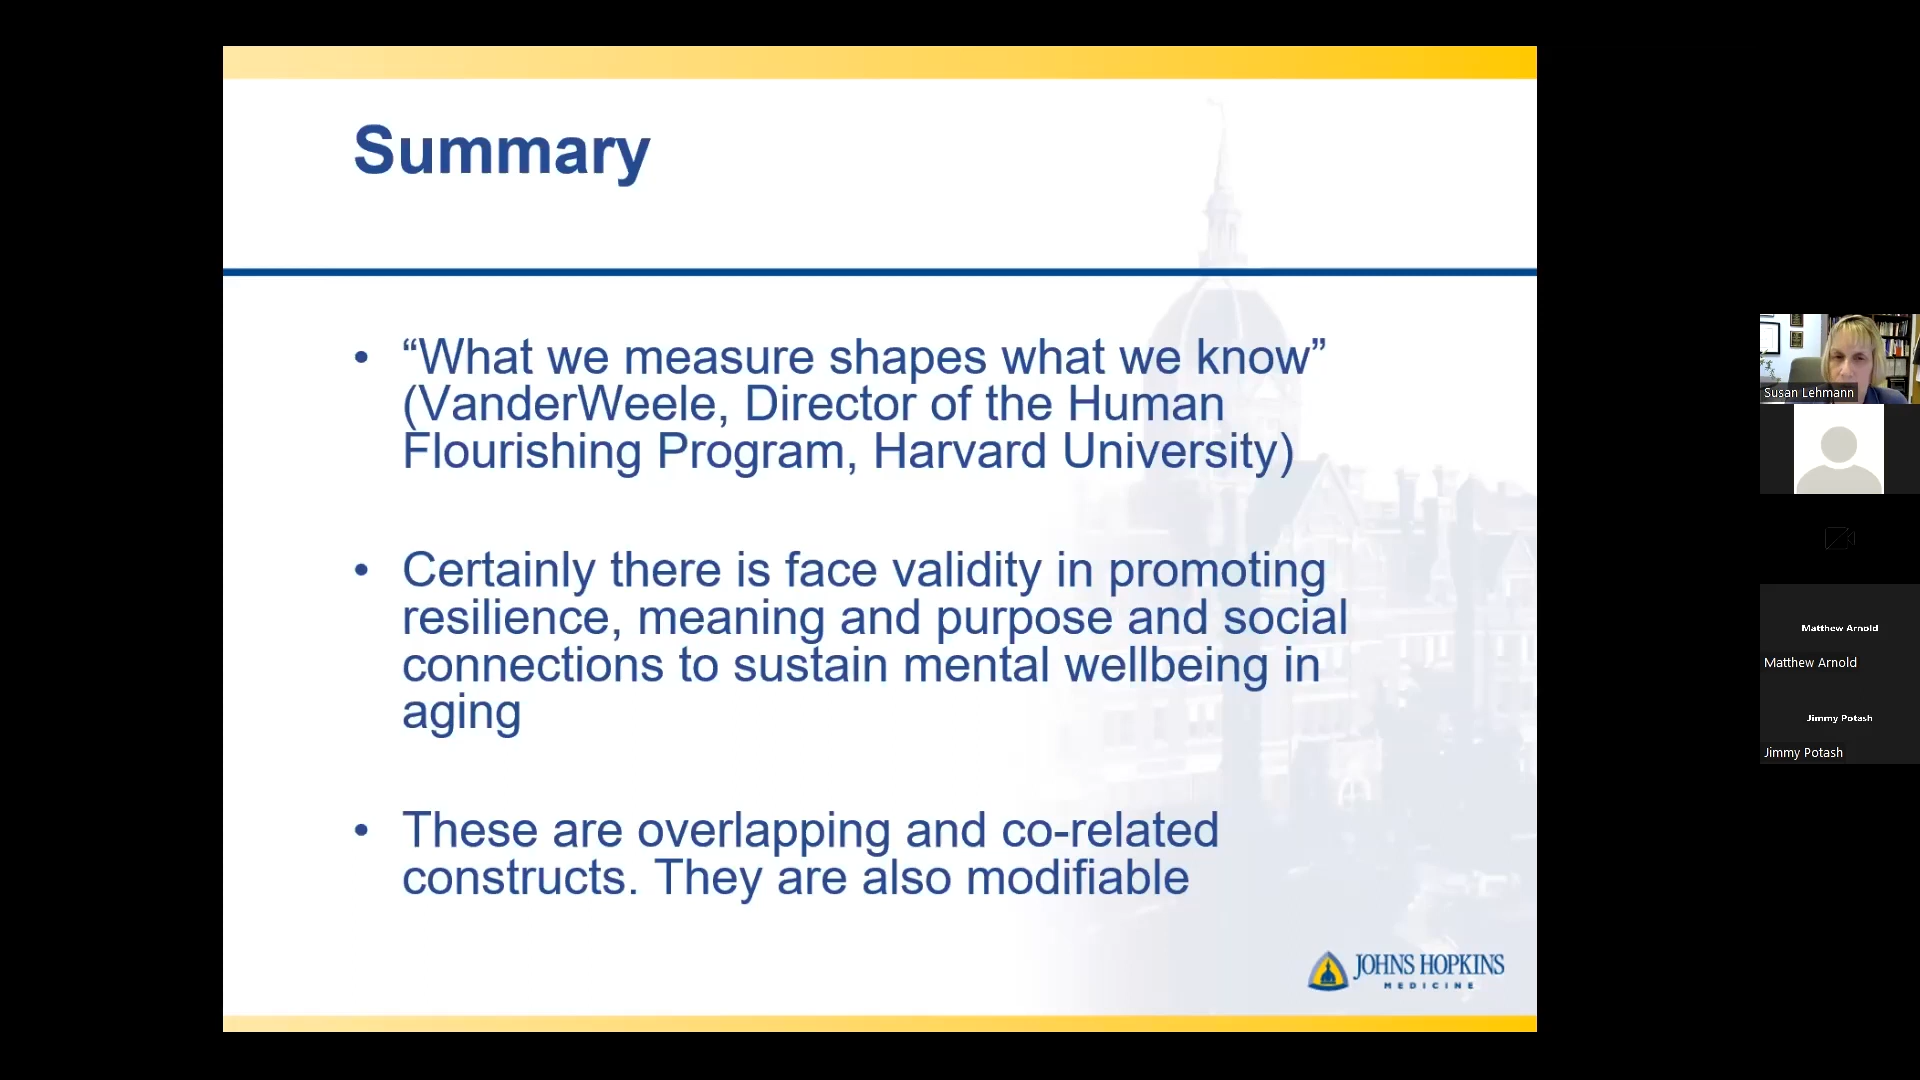 Summary
• “What we measure shapes what we know”
(VanderWeele, Director of the Human
Flourishing Program, Harvard University)
• Certainly there is face validity in promoting
resilience, meaning and purpose and social
connections to sustain mental wellbeing in
aging
• These are overlapping and co-related
constructs. They are also modifiable
JOHNS HOPKINS
MEDICINE
Susan Lehmann
Matthew Arnold
Matthew Arnold
Jimmy Potash
Jimmy Potash